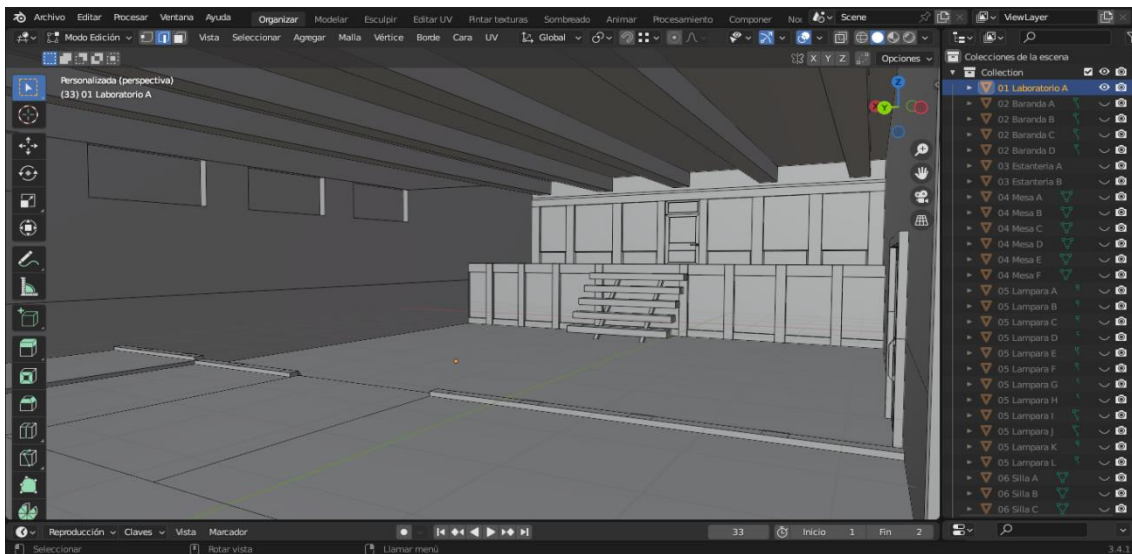 Archivo Editar Procesar Ventana Ayuda Organizar Modelar Esculpir Editar UV Pintar texturas Sombreado Animar Procesamiento Componer Scene ViewLayer
Modo Edición Vista Seleccionar Agregar Malla Vértice Borde Cara UV Global
X Y Z Opciones
Colecciones de la escena
Personalizada (perspectiva)
Collection
(33) 01 Laboratorio A
01 Laboratorio A
02 Baranda A
02 Baranda B
02 Baranda C
02 Baranda D
03 Estanteria A
03 Estanteria B
04 Mesa A
04 Mesa B
04 Mesa C
04 Mesa D
04 Mesa E
04 Mesa F
05 Lampara A
05 Lampara B
05 Lampara C
05 Lampara D
05 Lampara E
05 Lampara F
05 Lampara G
05 Lampara H
05 Lampara I
05 Lampara J
05 Lampara K
05 Lampara L
06 Silla A
06 Silla B
06 Silla C
Z
X
Y
Reproducción Claves Vista Marcador 33 Inicio 1 Fin 2
Seleccionar Rotar vista Llamar menú 3.4.1